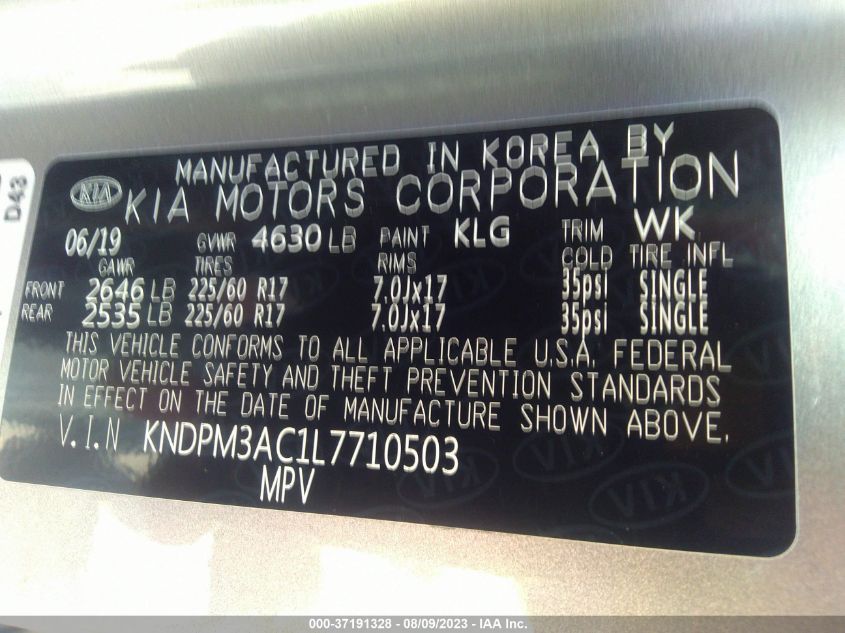 D43
MANUFACTURED IN KOREA BY
KIA KIA MOTORS CORPORATION
06/19 GVWR 4630 LB PAINT KLG TRIM WK
GAWR TIRES RIMS COLD TIRE INFL
FRONT 2646 LB 225/60 R17 7.0Jx17 35psi SINGLE
REAR 2535 LB 225/60 R17 7.0Jx17 35psi SINGLE
THIS VEHICLE CONFORMS TO ALL APPLICABLE U.S.A. FEDERAL
MOTOR VEHICLE SAFETY AND THEFT PREVENTION STANDARDS
IN EFFECT ON THE DATE OF MANUFACTURE SHOWN ABOVE.
V.I.N KNDPM3AC1L7710503
MPV
000-37191328 - 08/09/2023 - IAA Inc.